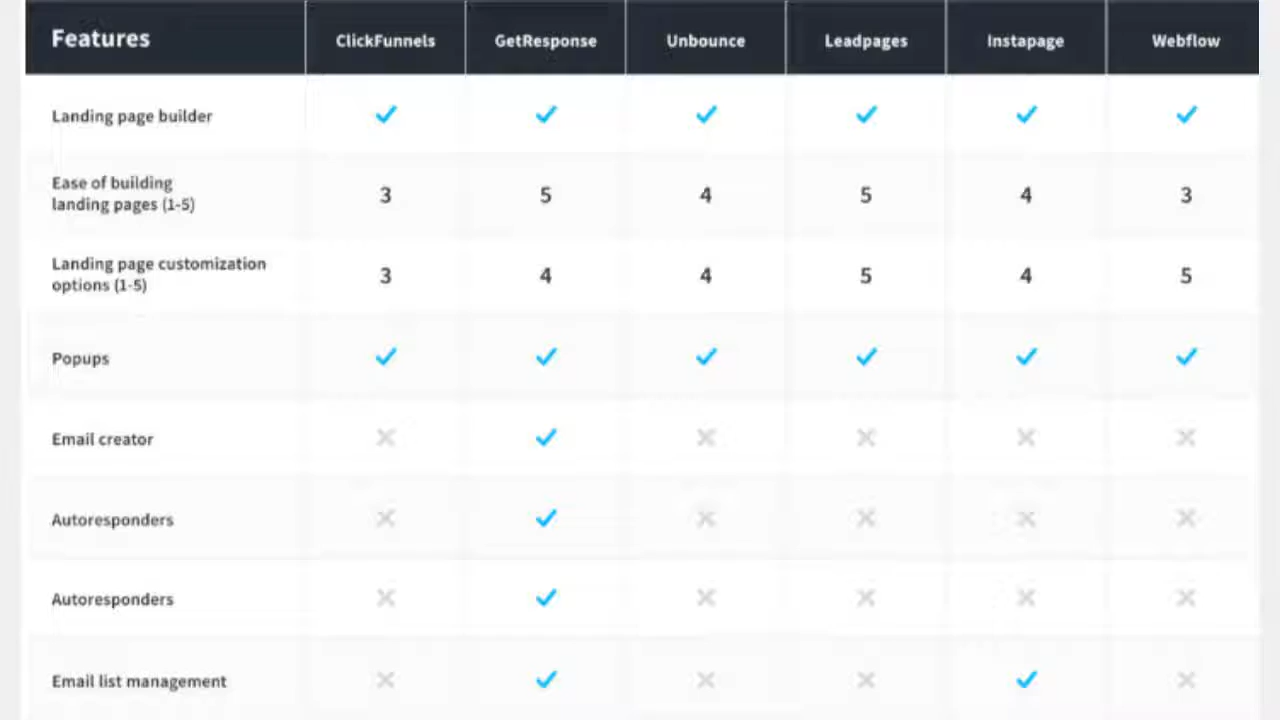 Features ClickFunnels GetResponse Unbounce Leadpages Instapage Webflow
Landing page builder
Ease of building
landing pages (1-5) 3 5 4 5 4 3
Landing page customization
options (1-5) 3 4 4 5 4 5
Popups
Email creator
Autoresponders
Autoresponders
Email list management